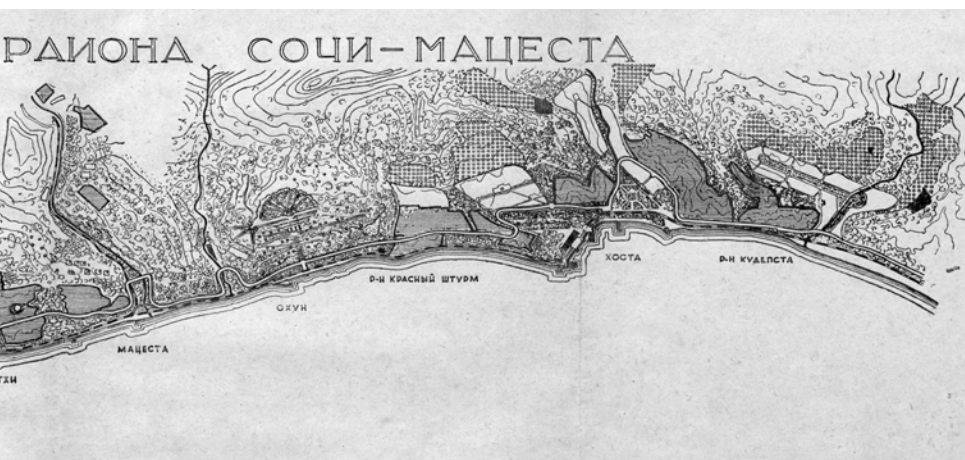 РАЙОНА СОЧИ–МАЦЕСТА
ХОСТА
Р-Н КУДЕПСТА
Р-Н КРАСНЫЙ ШТУРМ
ОХУН
МАЦЕСТА